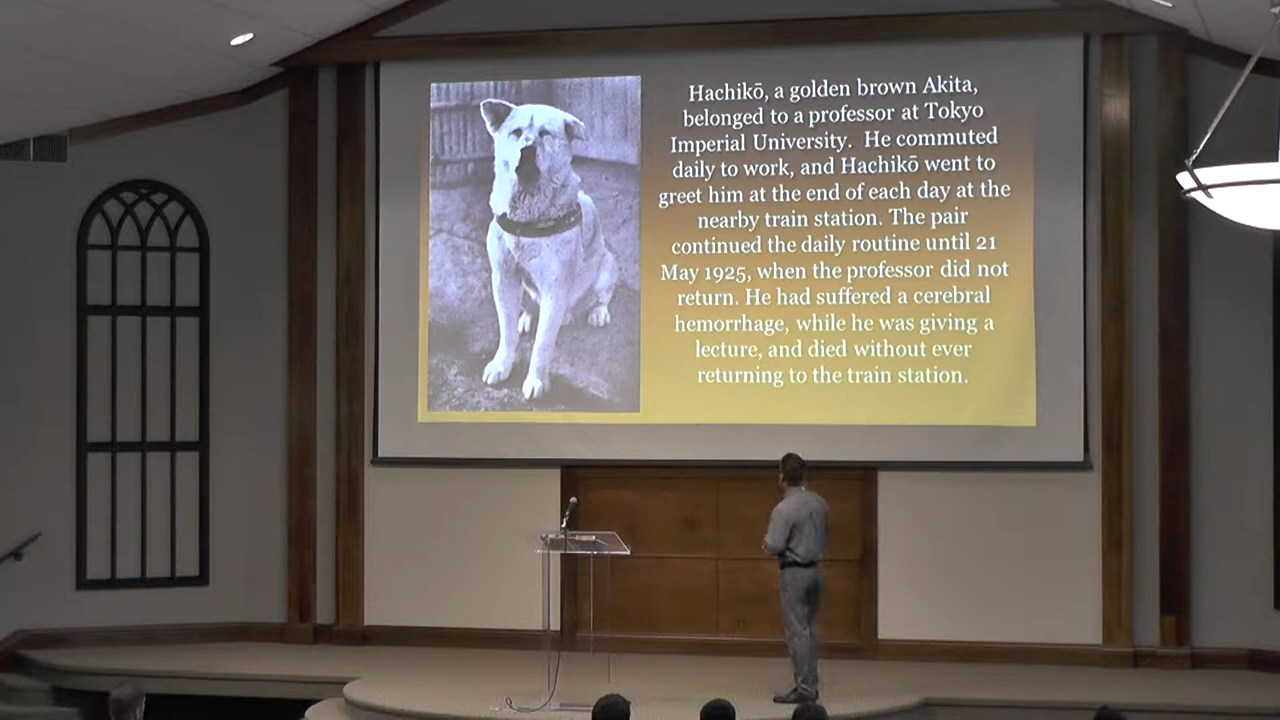 Hachikō, a golden brown Akita,
belonged to a professor at Tokyo
Imperial University.  He commuted
daily to work, and Hachikō went to
greet him at the end of each day at the
nearby train station. The pair
continued the daily routine until 21
May 1925, when the professor did not
return. He had suffered a cerebral
hemorrhage, while he was giving a
lecture, and died without ever
returning to the train station.